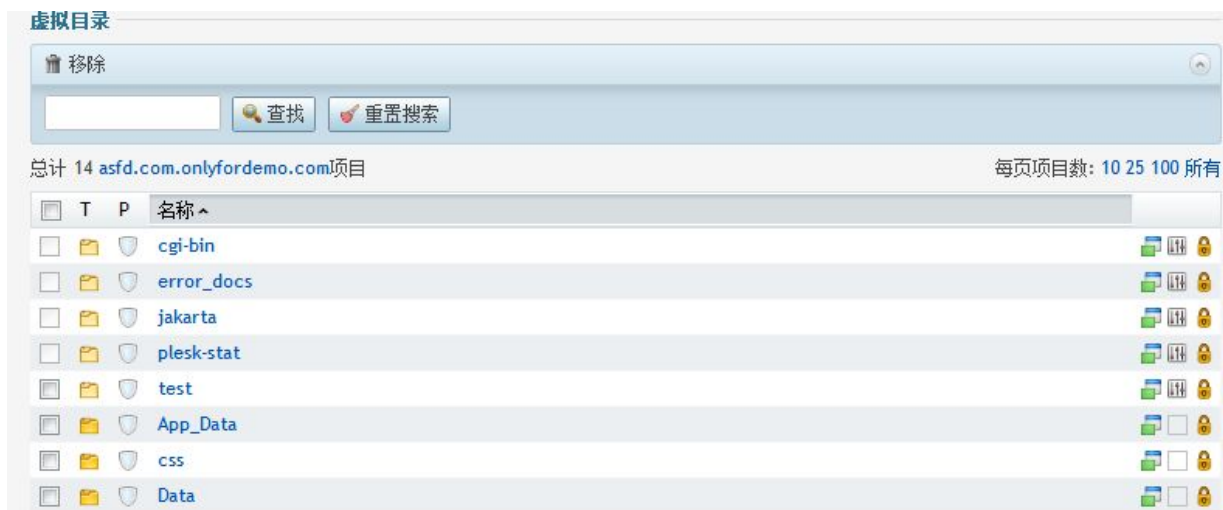 虚拟目录
移除
查找 重置搜索
总计 14 asfd.com.onlyfordemo.com项目 每页项目数: 10 25 100 所有
T P 名称
cgi-bin
error_docs
jakarta
plesk-stat
test
App_Data
css
Data